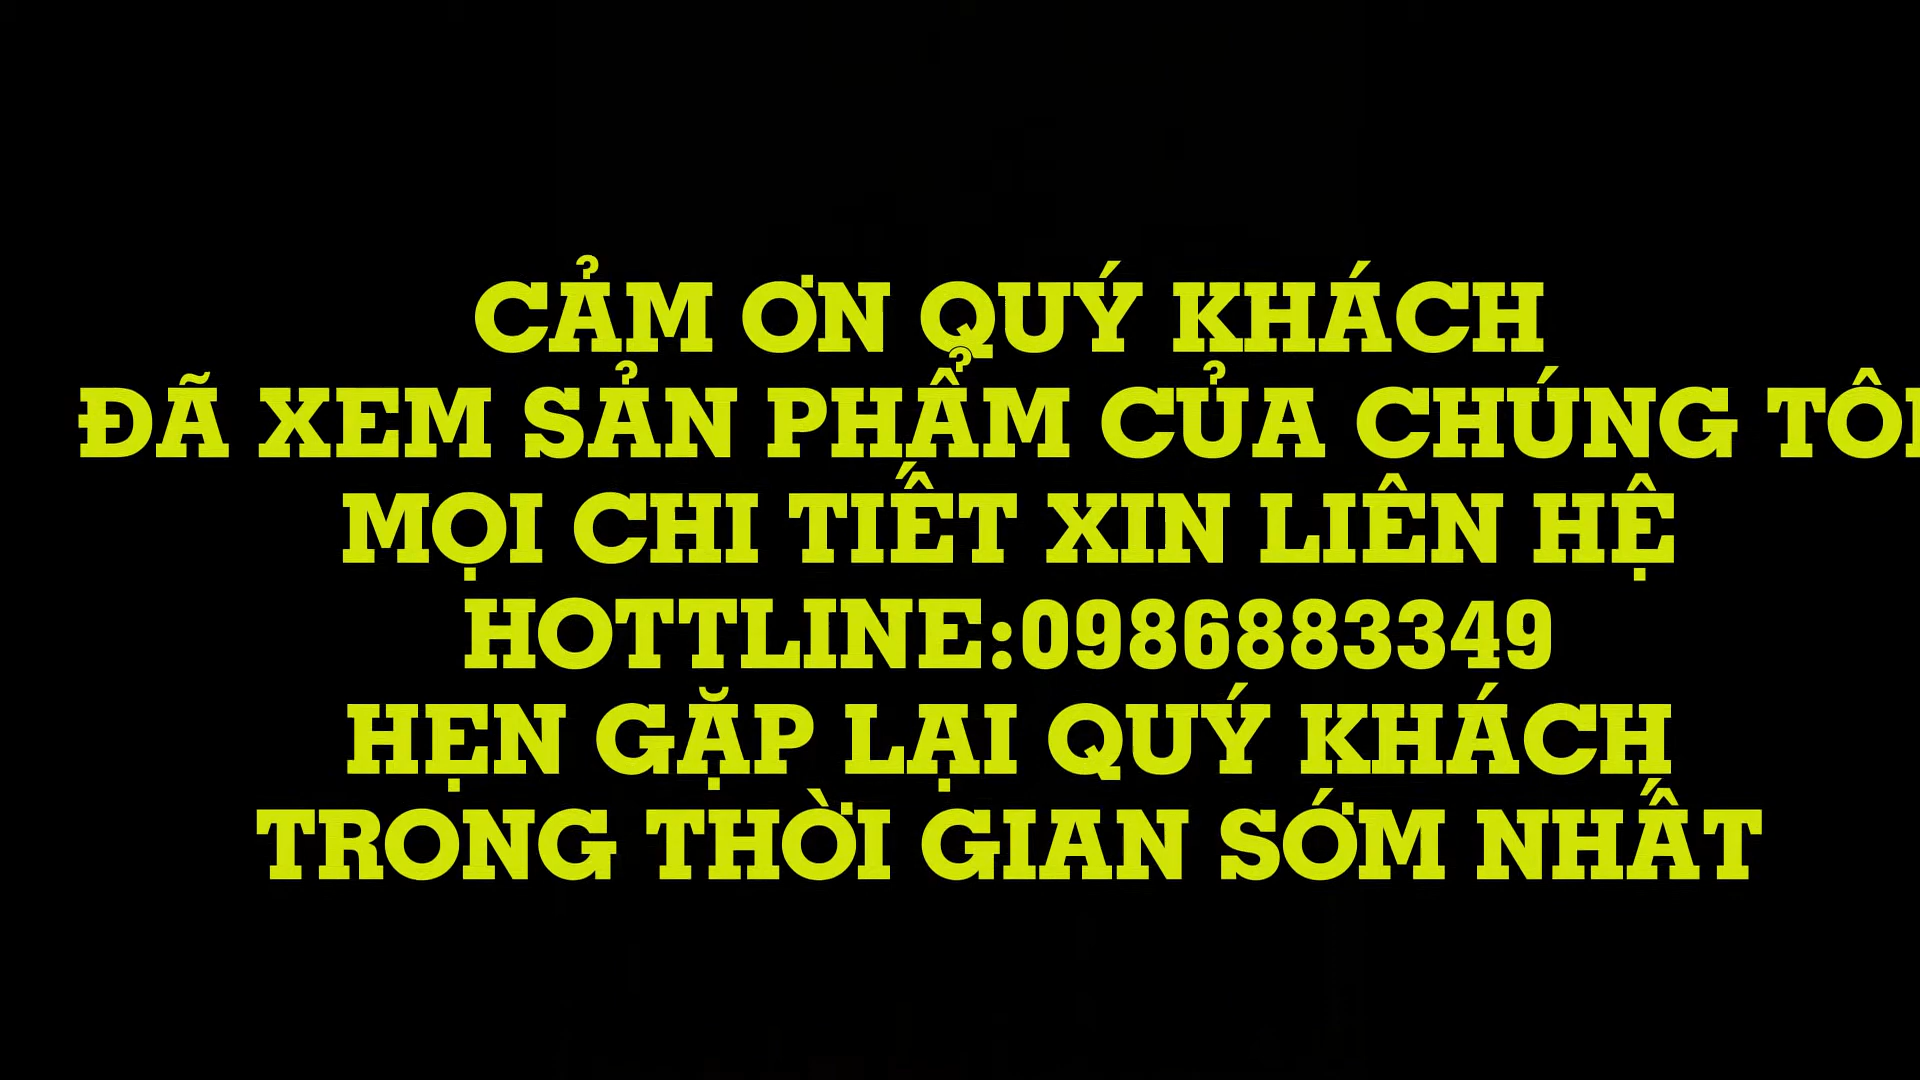 CẢM ƠN QUÝ KHÁCH
ĐÃ XEM SẢN PHẨM CỦA CHÚNG TÔI
MỌI CHI TIẾT XIN LIÊN HỆ
HOTTLINE:0986883349
HẸN GẶP LẠI QUÝ KHÁCH
TRONG THỜI GIAN SỚM NHẤT